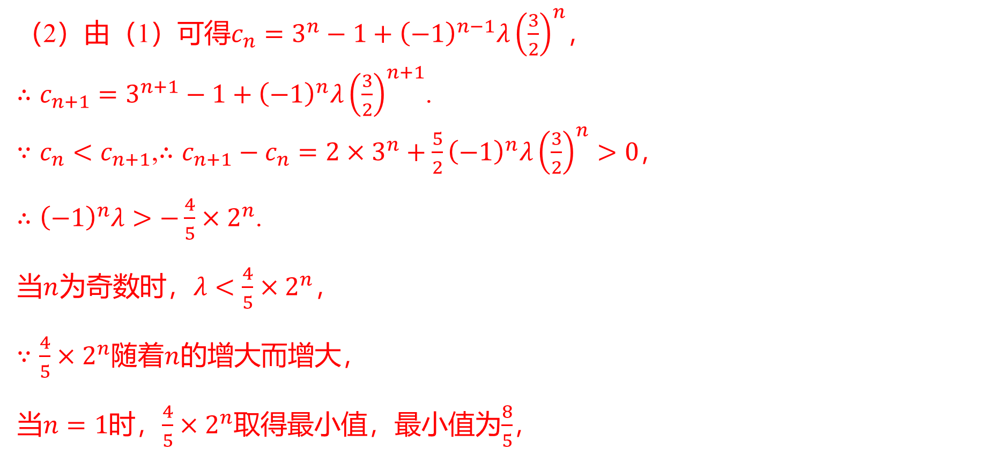 （2）由（1）可得$c_n = 3^n - 1 + (-1)^{n-1}\lambda\left(\frac{3}{2}\right)^n$,
∴ $c_{n+1} = 3^{n+1} - 1 + (-1)^n\lambda\left(\frac{3}{2}\right)^{n+1}$.
∵ $c_n < c_{n+1}$,∴ $c_{n+1} - c_n = 2 \times 3^n + \frac{5}{2}(-1)^n\lambda\left(\frac{3}{2}\right)^n > 0$,
∴ $(-1)^n\lambda > -\frac{4}{5} \times 2^n$.
当$n$为奇数时，$\lambda < \frac{4}{5} \times 2^n$,
∵ $\frac{4}{5} \times 2^n$随着$n$的增大而增大,
当$n = 1$时，$\frac{4}{5} \times 2^n$取得最小值，最小值为$\frac{8}{5}$,